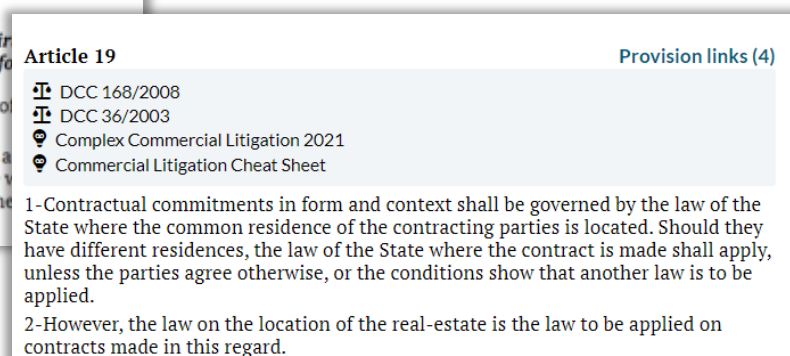 Article 19
Provision links (4)
DCC 168/2008
DCC 36/2003
Complex Commercial Litigation 2021
Commercial Litigation Cheat Sheet
1-Contractual commitments in form and context shall be governed by the law of the
State where the common residence of the contracting parties is located. Should they
have different residences, the law of the State where the contract is made shall apply,
unless the parties agree otherwise, or the conditions show that another law is to be
applied.
2-However, the law on the location of the real-estate is the law to be applied on
contracts made in this regard.